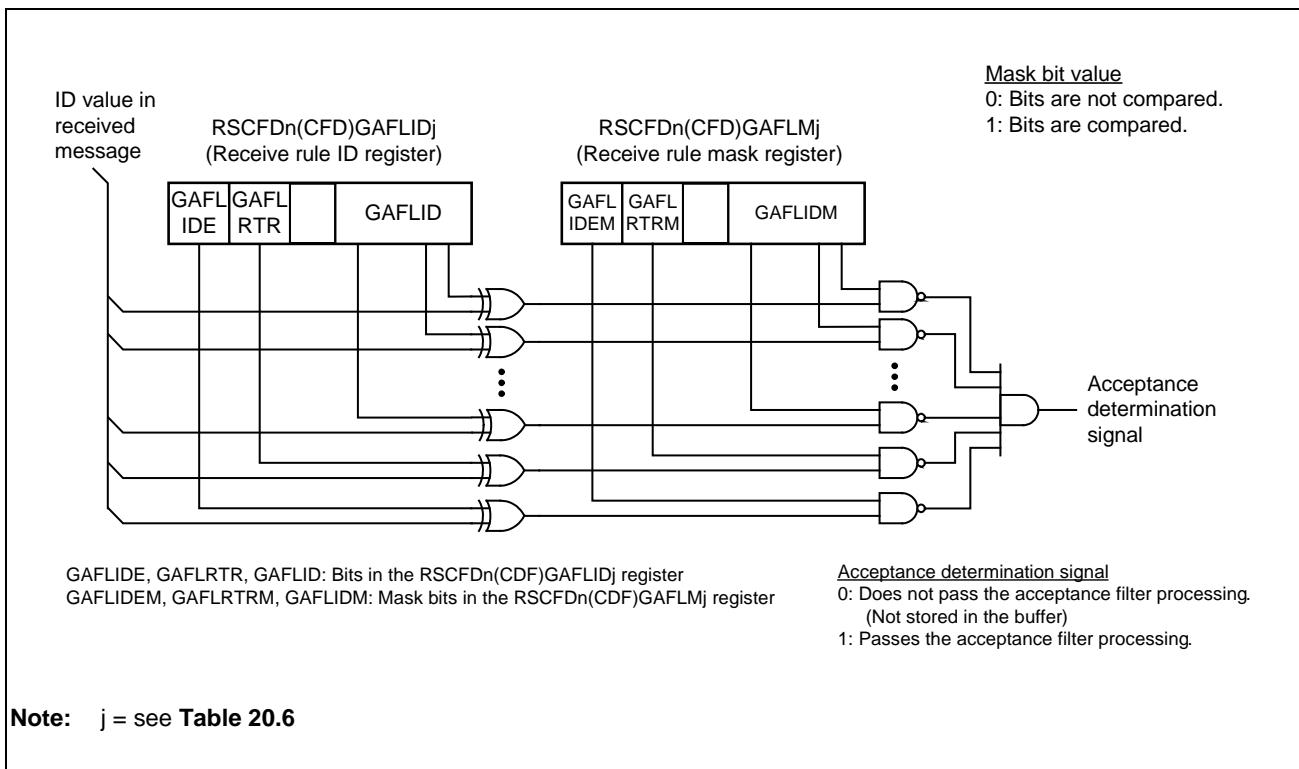 Mask bit value
0: Bits are not compared.
1: Bits are compared.
ID value in
received
message
RSCFDn(CFD)GAFLIDj
(Receive rule ID register)
RSCFDn(CFD)GAFLMj
(Receive rule mask register)
GAFL
IDE
GAFL
RTR
GAFLID
GAFL
IDEM
GAFL
RTRM
GAFLIDM
Acceptance
determination
signal
GAFLIDE, GAFLRTR, GAFLID: Bits in the RSCFDn(CDF)GAFLIDj register
GAFLIDEM, GAFLRTRM, GAFLIDM: Mask bits in the RSCFDn(CDF)GAFLMj register
Acceptance determination signal
0: Does not pass the acceptance filter processing.
(Not stored in the buffer)
1: Passes the acceptance filter processing.
Note: j = see Table 20.6